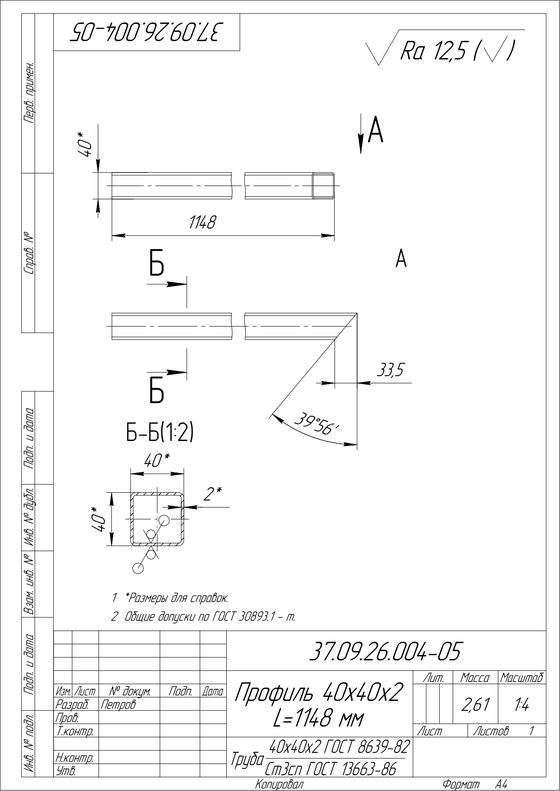 37.09.26.004-05
Ra 12,5 (√)
Перв. примен.
Справ. №
Подп. и дата
Инв. № дубл.
Взам. инв. №
Подп. и дата
Инв. № подл.
А
40*
1148
Б
А
33,5
Б
39°56'
Б-Б(1:2)
40*
2*
40*
1 *Размеры для справок.
2 Общие допуски по ГОСТ 30893.1 - m.
37.09.26.004-05
Изм. Лист № докум. Подп. Дата
Разраб. Петров
Пров.
Т.контр.
Н.контр.
Утв.
Профиль 40х40х2
L=1148 мм
Лит. Масса Масштаб
2,61 1:4
Лист Листов 1
Труба 40х40х2 ГОСТ 8639-82
Ст3сп ГОСТ 13663-86
Копировал Формат А4